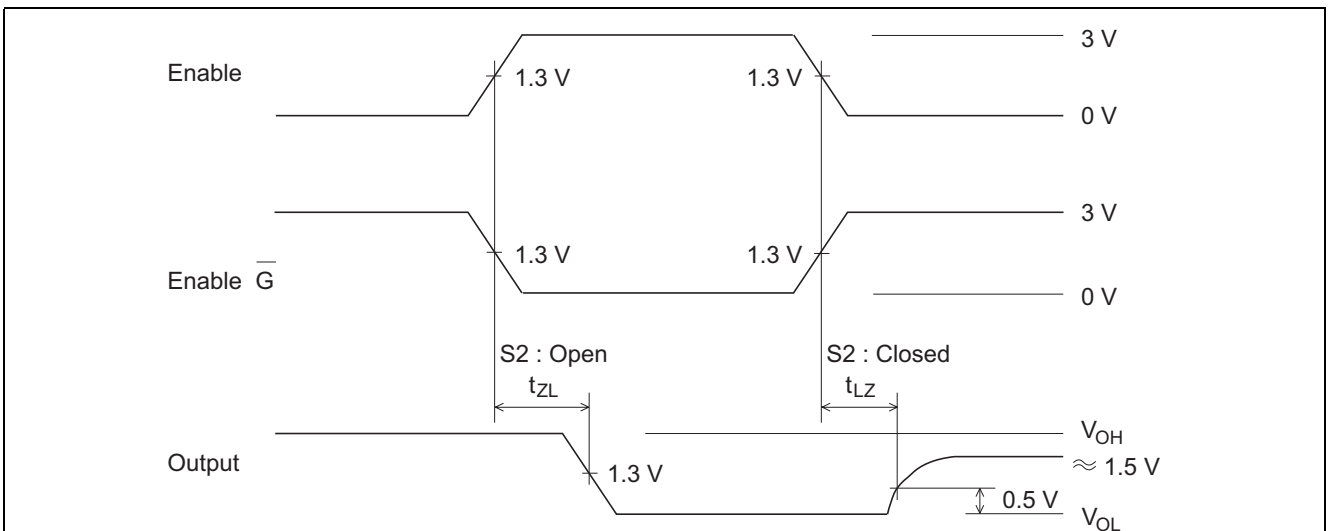 3 V
Enable
1.3 V 1.3 V
0 V
3 V
1.3 V 1.3 V
Enable G̅
0 V
S2 : Open S2 : Closed
tZL tLZ
VOH
Output
≈ 1.5 V
1.3 V
0.5 V
VOL